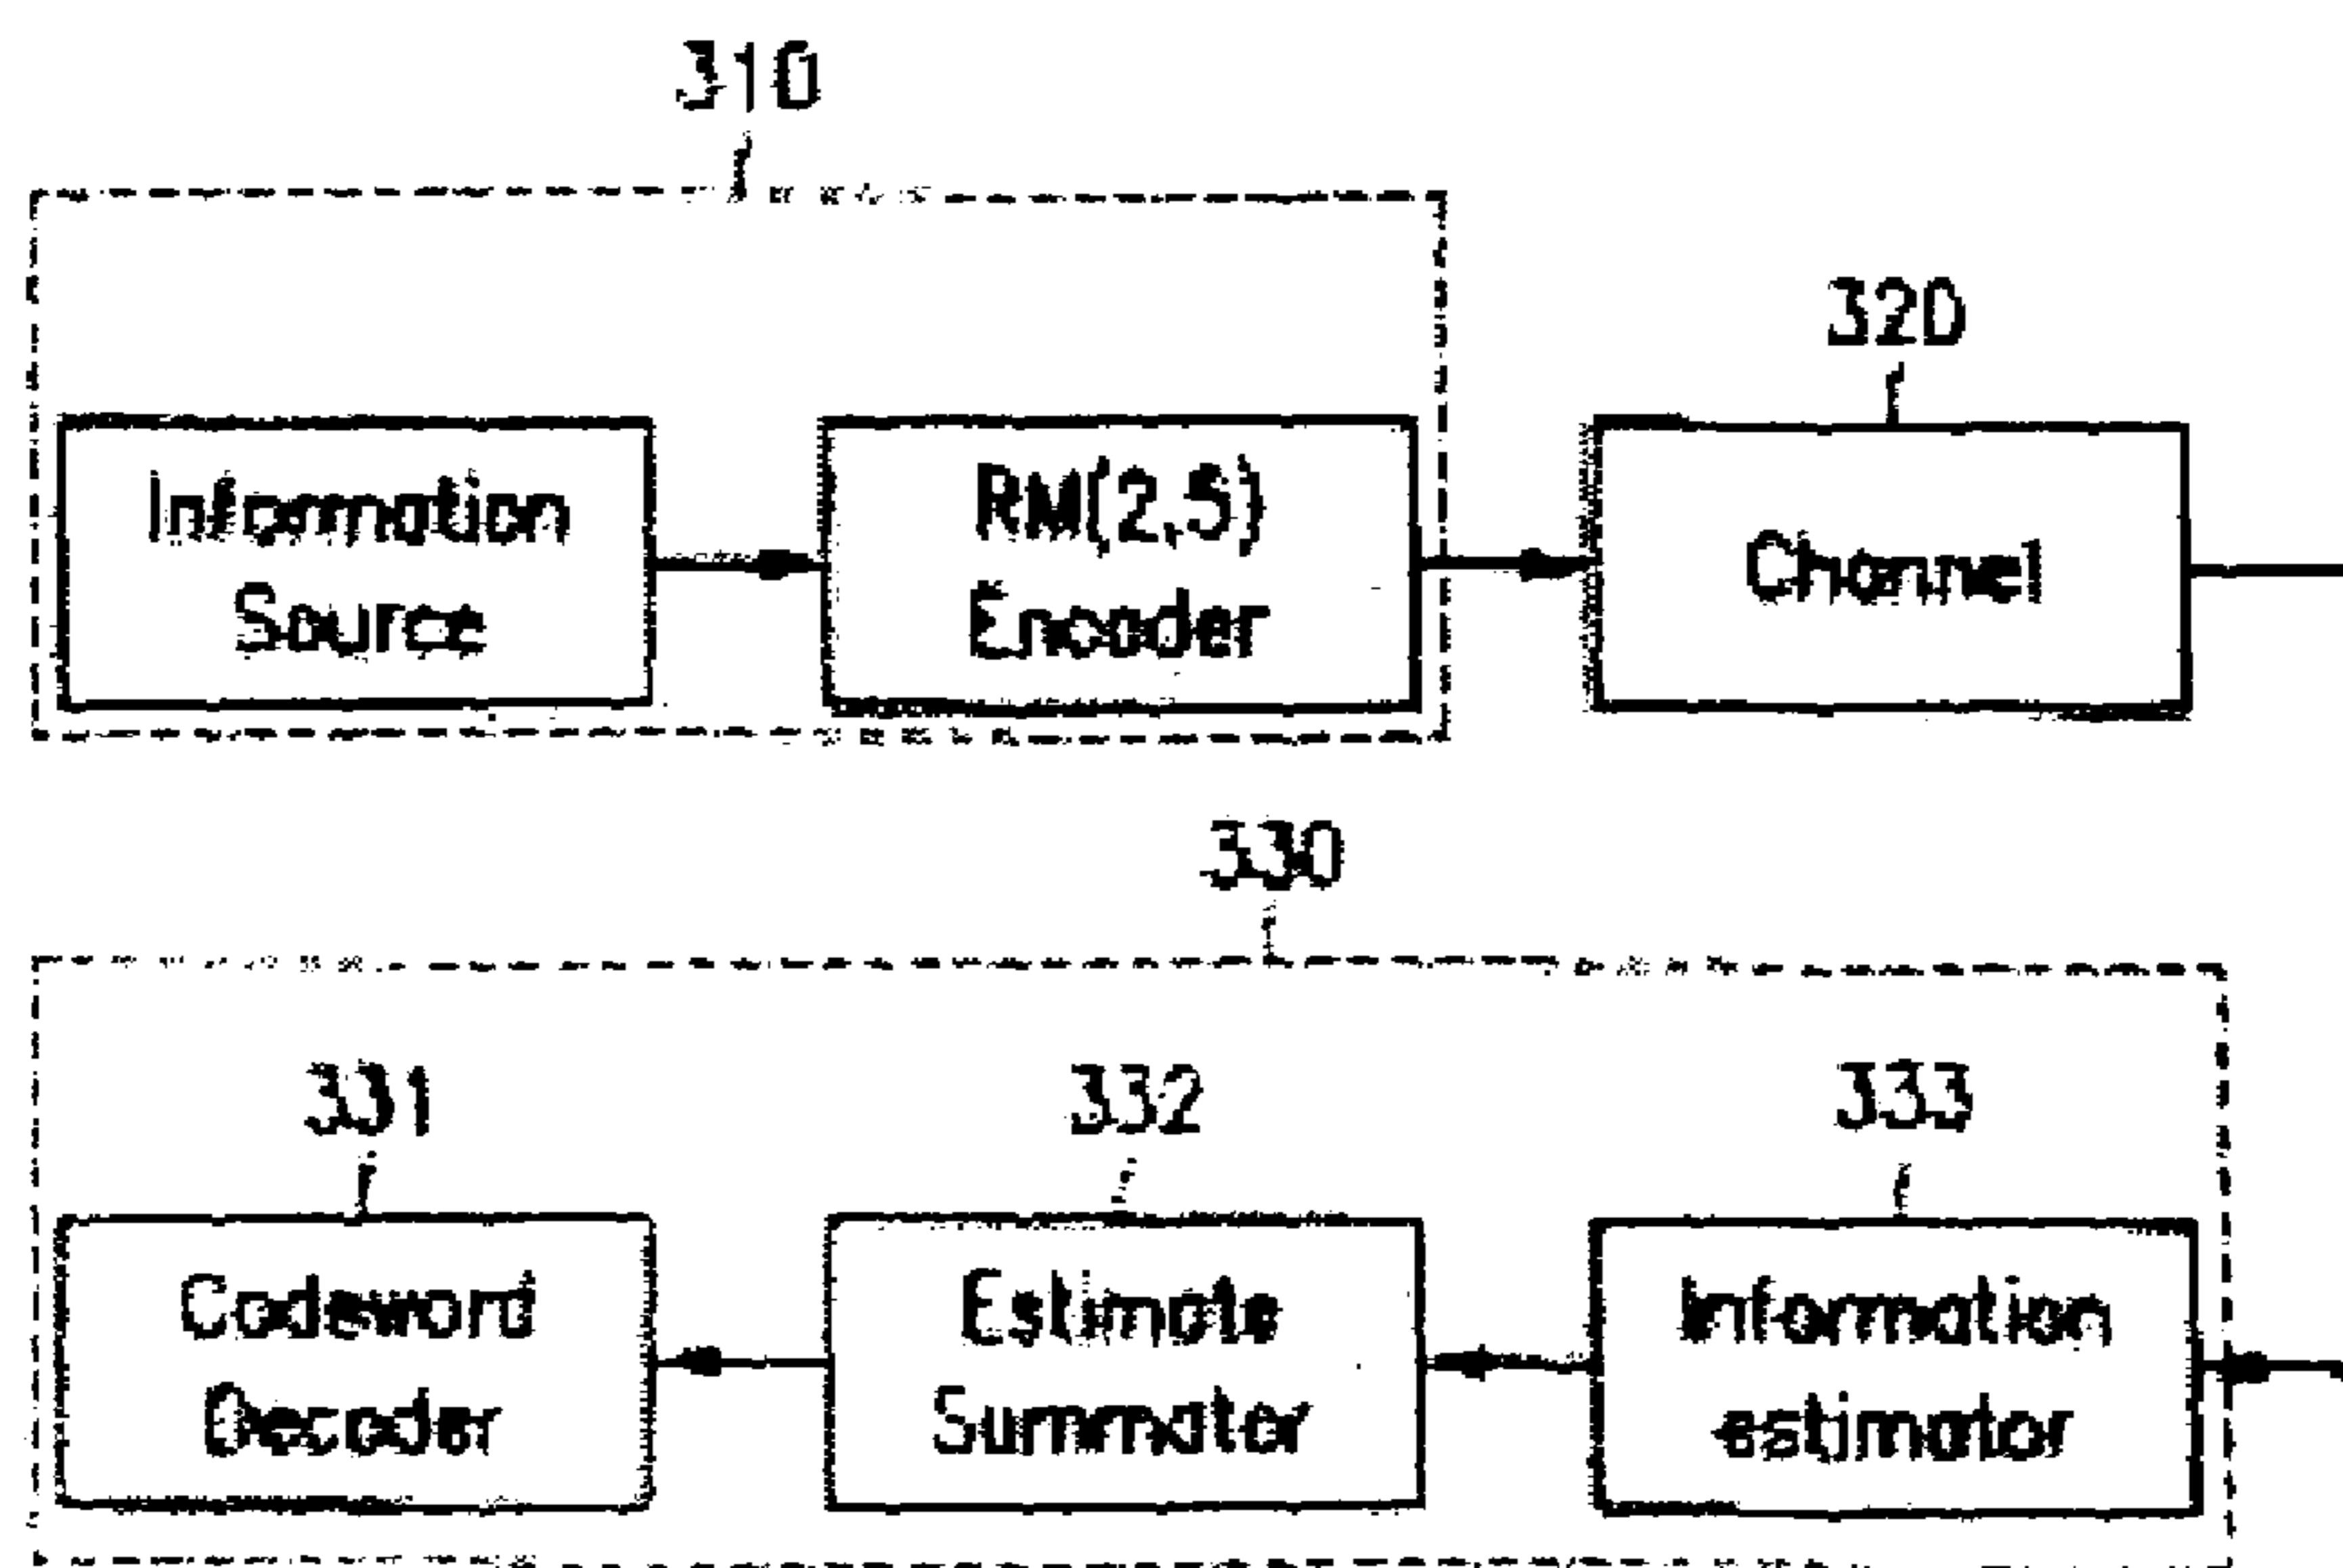 310
320
Information
Source
RM(2,5)
Encoder
Channel
330
331
332
333
Codeword
Decoder
Estimate
Summator
Information
estimator